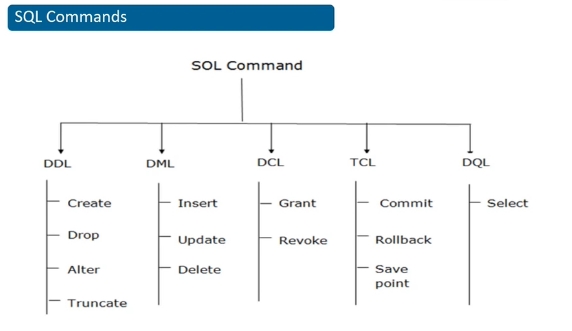 SQL Commands
SOL Command
DDL DML DCL TCL DQL
Create Insert Grant Commit Select
Drop Update Revoke Rollback
Alter Delete Save
point
Truncate